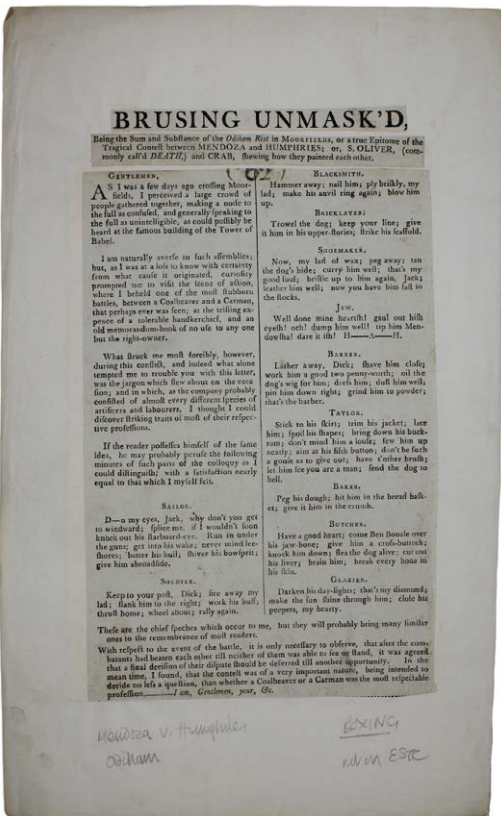 BRUSING UNMASK'D,
Being the Sum and Substance of the Odiham Riot in MOORFIELDS, or a true Epitome of the
Tragical Contest between MENDOZA and HUMPHRIES; or, S. OLIVER, (com-
monly call'd DEATH,) and CRAB, shewing how they painted each other.
GENTLEMEN,
AS I was a few days ago crossing Moor-
fields, I perceived a large crowd of
people gathered together, making a noise to
the full as confused, and generally speaking to
the full as unintelligible, as could possibly be
heard at the famous building of the Tower of
Babel.
I am naturally averse to such assemblies;
but, as I was at a loss to know with certainty
from what cause it originated, curiosity
prompted me to visit the scene of action,
where I beheld one of the most stubborn
battles, between a Coalheaver and a Carman,
that perhaps ever was seen; at the trifling ex-
pence of a tolerable handkerchief, and an
old memorandum-book of no use to any one
but the right-owner.
What struck me most forcibly, however,
during this conflict, and indeed what alone
tempted me to trouble you with this letter,
was the jargon which flew about on the occa
sion; and in which, as the company probably
consisted of almost every different species of
artificers and labourers, I thought I could
discover striking traits of most of their respec-
tive professions.
If the reader possesses himself of the same
idea, he may probably peruse the following
minutes of such parts of the colloquy as I
could distinguish; with a satisfaction nearly
equal to that which I myself felt.
SAILOR.
D—n my eyes, Jack, why don't you get
to windward; splice me, if I wouldn't soon
knock out his starboard-eye. Run in under
the guns; get into his wake; never mind lee-
shores; batter his hull; shiver his bowsprit;
give him abroadside.
SOLDIER.
Keep to your post, Dick; fire away my
lad; flank him to the right; work his buff;
thrust home; wheel about; rally again.
BLACKSMITH.
Hammer away; nail him; ply briskly, my
lad; make his anvil ring again; blow him
up.
BRICKLAYER;
Trowel the dog; keep your line; give
it him in his upper-stories; strike his scaffold.
SHOEMAKER,
Now, my lad of wax; peg away; tan
the dog's hide; curry him well; that's my
good soul; bristle up to him again, Jack;
leather him well; now you have him fast in
the stocks.
JEW,
Well done mine heartsh! gaul out hish
eyesh! och! dump him well! tip him Men-
dowsha! dare it ish! H——A—H.
BARBER.
Lather away, Dick; shave him close;
work him a good two penny-worth; oil the
dog's wig for him; dress him; dust him well;
pin him down tight; grind him to powder;
that's the barber.
TAYLOR.
Stick to his skirt; trim his jacket; lace
him; spoil his shapes; bring down his buck-
ram; don't mind him a louse; sew him up
neatly; aim at his fifth button; don't be such
a goose as to give out; have t'other brush;
let him see you are a man; send the dog to
hell.
BAKER.
Peg his dough; hit him in the bread bask-
et; give it him in the crumb.
BUTCHER.
Have a good heart; come Ben Boozle over
his jaw-bone; give him a cross-buttock;
knock him down; flea the dog alive; cut out
his liver; brain him; break every bone in
his skin.
GLAZIER.
Darken his day-lights; that's my diamond;
make the sun shine through him; close his
peepers, my hearty.
These are the chief speeches which occur to me, but they will probably bring many similar
ones to the remembrance of most readers.
With respect to the event of the battle, it is only necessary to observe, that after the com-
batants had beaten each other till neither of them was able to see or stand, it was agreed
that a final decision of their dispute should be deferred till another opportunity. In the
mean time, I found, that the contest was of a very important nature, being intended to
decide no less a question, than whether a Coalheaver or a Carman was the most respectable
profession.———I am, Gentlemen, your, &c.
Mendoza v. Humphries
Odiham
BOXING
not in ESTC